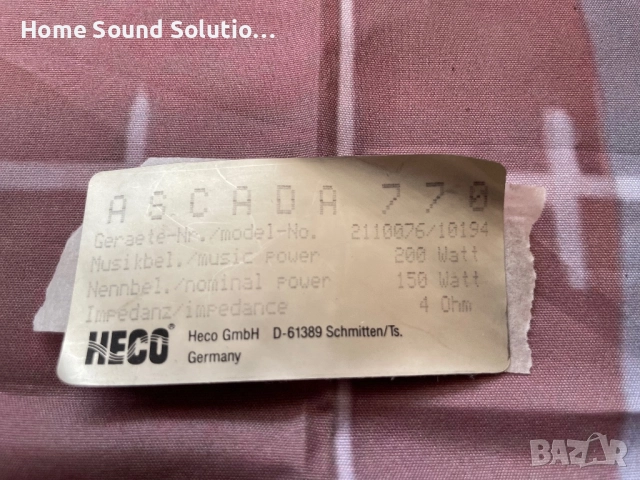 Home Sound Solutio...
ASCADA 770
Geraete-Nr./model-No. 2110076/10194
Musikbel./music power 200 Watt
Nennbel./nominal power 150 Watt
Impedanz/impedance 4 Ohm
HECO® Heco GmbH D-61389 Schmitten/Ts.
Germany
BAZAR